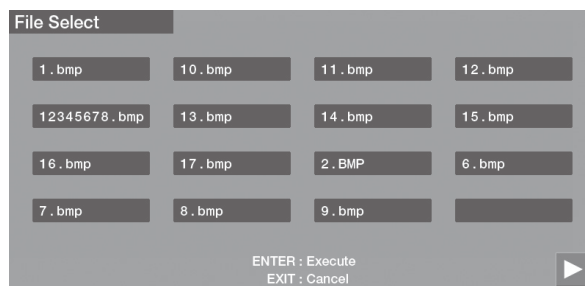 File Select
1.bmp 10.bmp 11.bmp 12.bmp
12345678.bmp 13.bmp 14.bmp 15.bmp
16.bmp 17.bmp 2.BMP 6.bmp
7.bmp 8.bmp 9.bmp
ENTER : Execute
EXIT : Cancel